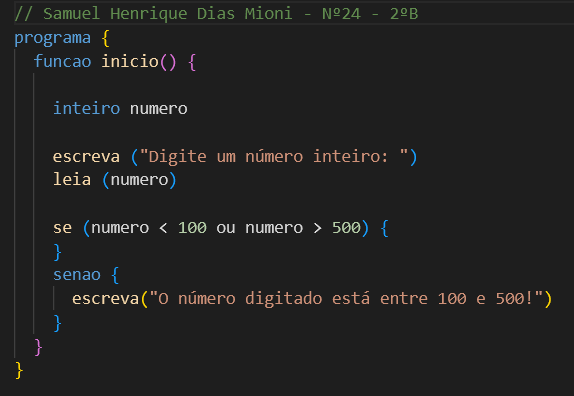 // Samuel Henrique Dias Mioni - Nº24 - 2ºB
programa {
funcao inicio() {
inteiro numero
escreva ("Digite um número inteiro: ")
leia (numero)
se (numero < 100 ou numero > 500) {
}
senao {
escreva("O número digitado está entre 100 e 500!")
}
}
}